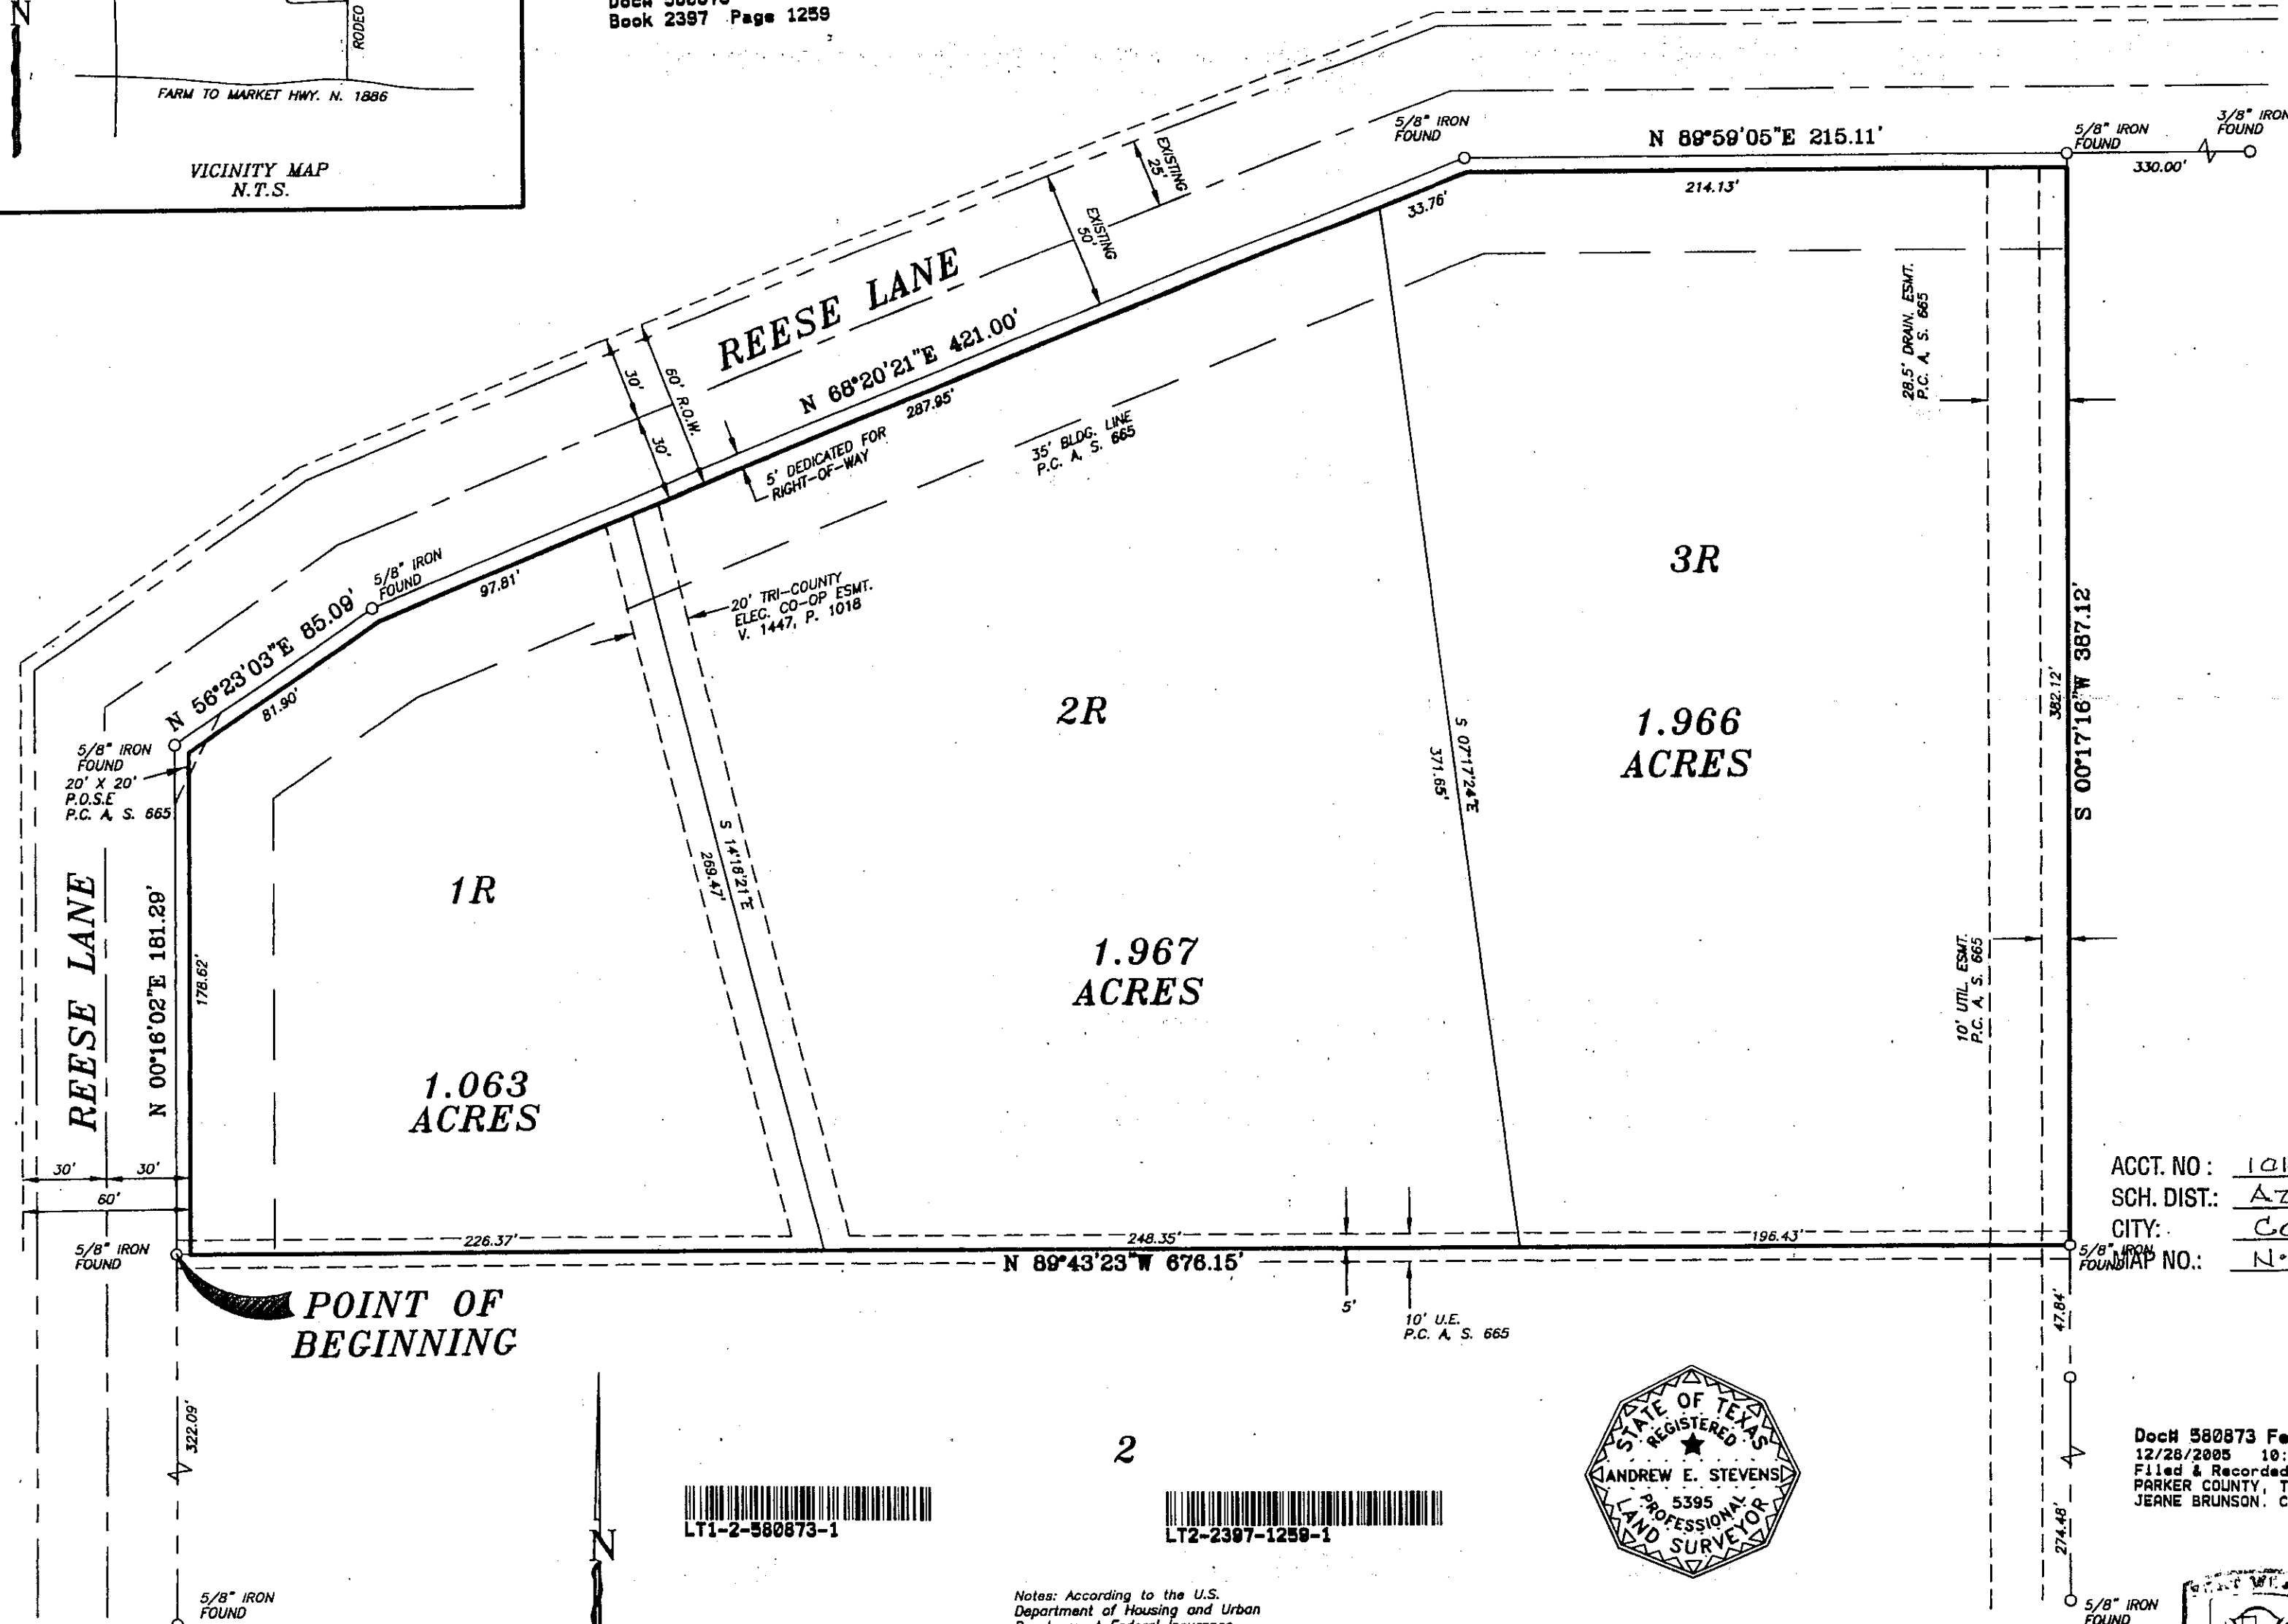 N
RODEO
FARM TO MARKET HWY. N. 1886
VICINITY MAP
N.T.S.
Book 2397 Page 1259
5/8" IRON
FOUND
N 89°59'05"E 215.11'
5/8" IRON
FOUND
3/8" IRON
FOUND
330.00'
214.13'
33.76'
EXISTING
25'
EXISTING
50'
REESE LANE
N 68°20'21"E 421.00'
287.95'
30'
60' R.O.W.
30'
5' DEDICATED FOR
RIGHT-OF-WAY
35' BLDG. LINE
P.C. A, S. 665
28.5' DRAIN. ESMT.
P.C. A, S. 665
5/8" IRON
FOUND
97.81'
N 56°23'03"E 85.09'
81.90'
20' TRI-COUNTY
ELEC. CO-OP ESMT.
V. 1447, P. 1018
3R
1.966
ACRES
2R
1.967
ACRES
S 07°17'24"E
371.65'
382.12'
S 00°17'16"W 387.12'
5/8" IRON
FOUND
20' X 20'
P.O.S.E
P.C. A, S. 665
1R
1.063
ACRES
S 14°18'21"E
269.47'
REESE LANE
N 00°16'02"E 181.29'
178.62'
10' UTIL. ESMT.
P.C. A, S. 665
30'
30'
60'
5/8" IRON
FOUND
226.37'
248.35'
196.43'
N 89°43'23"W 676.15'
5/8" IRON
FOUND
ACCT. NO:
SCH. DIST.:
CITY:
MAP NO.:
POINT OF
BEGINNING
5'
10' U.E.
P.C. A, S. 665
47.84'
322.09'
274.48'
2
LT1-2-580873-1
LT2-2397-1259-1
STATE OF TEXAS
REGISTERED
ANDREW E. STEVENS
5395
PROFESSIONAL
LAND SURVEYOR
Doc# 580873
12/28/2005 10:
Filed & Recorded
PARKER COUNTY, T
JEANE BRUNSON. C
N
5/8" IRON
FOUND
Notes: According to the U.S.
Department of Housing and Urban
5/8" IRON
FOUND